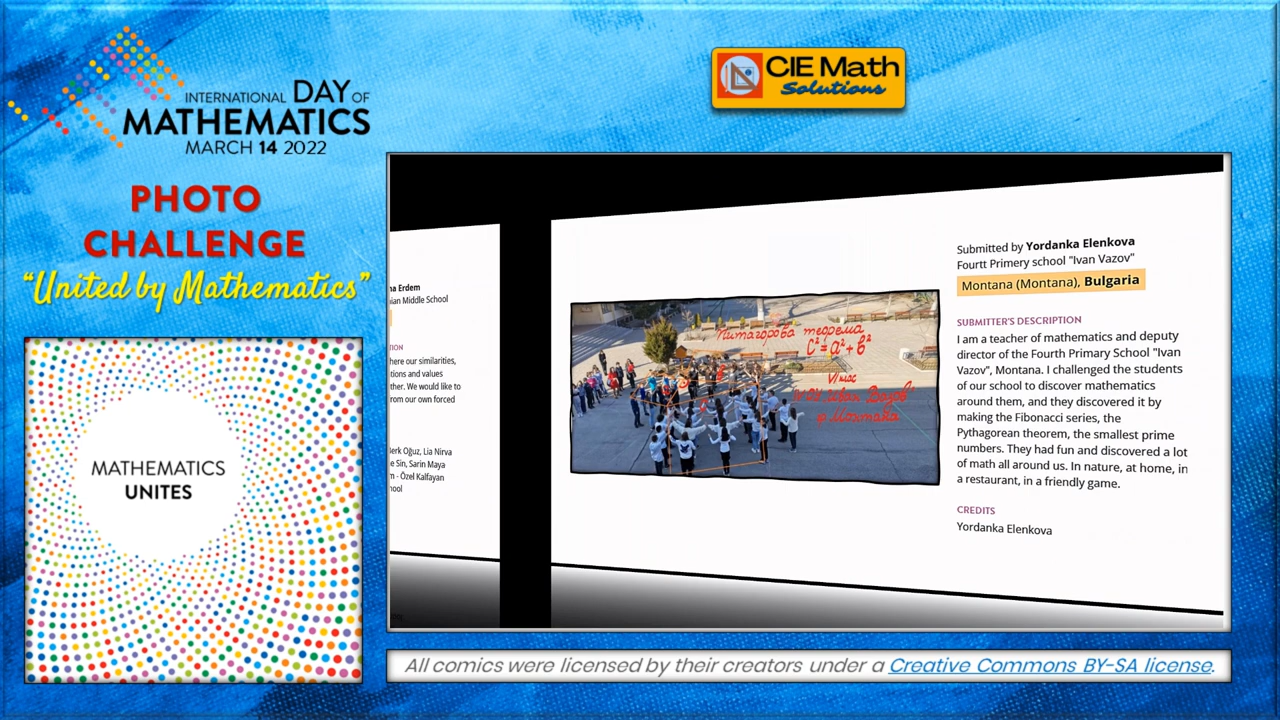 INTERNATIONAL DAY OF
MATHEMATICS
MARCH 14 2022
PHOTO
CHALLENGE
“United by Mathematics”
MATHEMATICS
UNITES
CIE Math
Solutions
Erdem
Middle School
here our similarities,
and values
ther. We would like to
rom our own forced
Oğuz, Lia Nirva
Sin, Sarin Maya
- Özel Kalfayan
Питагорова теорема
c²=a²+b²
V/клас
IV ОУ "Иван Вазов"
Submitted by Yordanka Elenkova
Fourtt Primery school "Ivan Vazov"
Montana (Montana), Bulgaria
SUBMITTER'S DESCRIPTION
I am a teacher of mathematics and deputy
director of the Fourth Primary School "Ivan
Vazov", Montana. I challenged the students
of our school to discover mathematics
around them, and they discovered it by
making the Fibonacci series, the
Pythagorean theorem, the smallest prime
numbers. They had fun and discovered a lot
of math all around us. In nature, at home, in
a restaurant, in a friendly game.
CREDITS
Yordanka Elenkova
All comics were licensed by their creators under a Creative Commons BY-SA license.